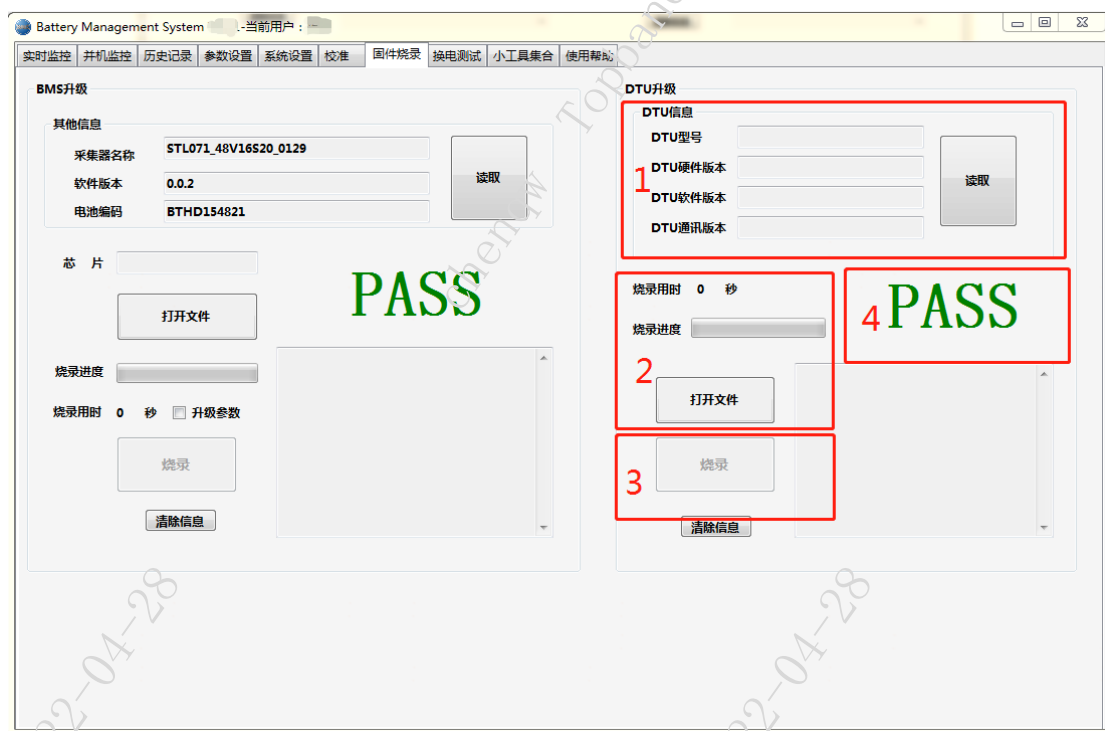 Battery Management System -当前用户：
实时监控 并机监控 历史记录 参数设置 系统设置 校准 固件烧录 换电测试 小工具集合 使用帮助
BMS升级
其他信息
采集器名称 STL071_48V16S20_0129
软件版本 0.0.2
电池编码 BTHD154821
读取
芯 片
打开文件
PASS
烧录进度
烧录用时 0 秒 升级参数
烧录
清除信息
DTU升级
DTU信息
DTU型号
DTU硬件版本
DTU软件版本
DTU通讯版本
读取
1
烧录用时 0 秒
烧录进度
2
打开文件
3
烧录
清除信息
4
PASS
chenqw
22-04-28
22-04-28